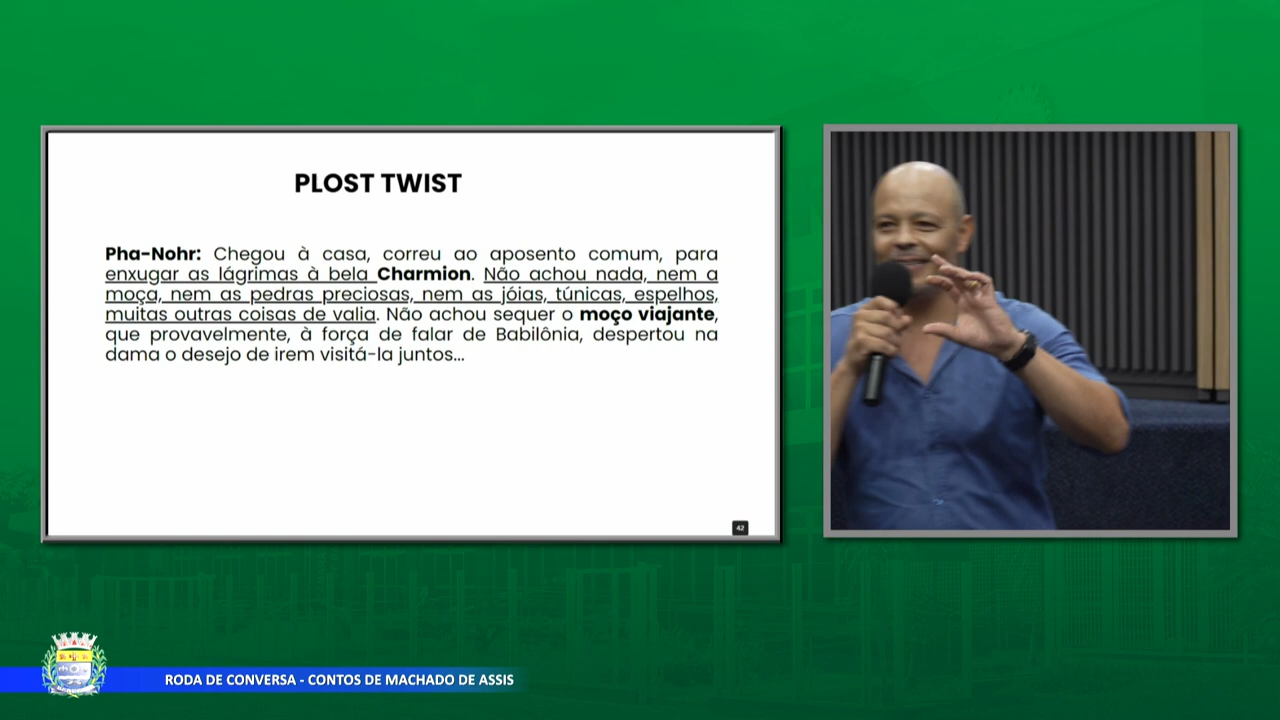 PLOST TWIST
Pha-Nohr: Chegou à casa, correu ao aposento comum, para
enxugar as lágrimas à bela Charmion. Não achou nada, nem a
moça, nem as pedras preciosas, nem as jóias, túnicas, espelhos,
muitas outras coisas de valia. Não achou sequer o moço viajante,
que provavelmente, à força de falar de Babilônia, despertou na
dama o desejo de irem visitá-la juntos...
42
RODA DE CONVERSA - CONTOS DE MACHADO DE ASSIS